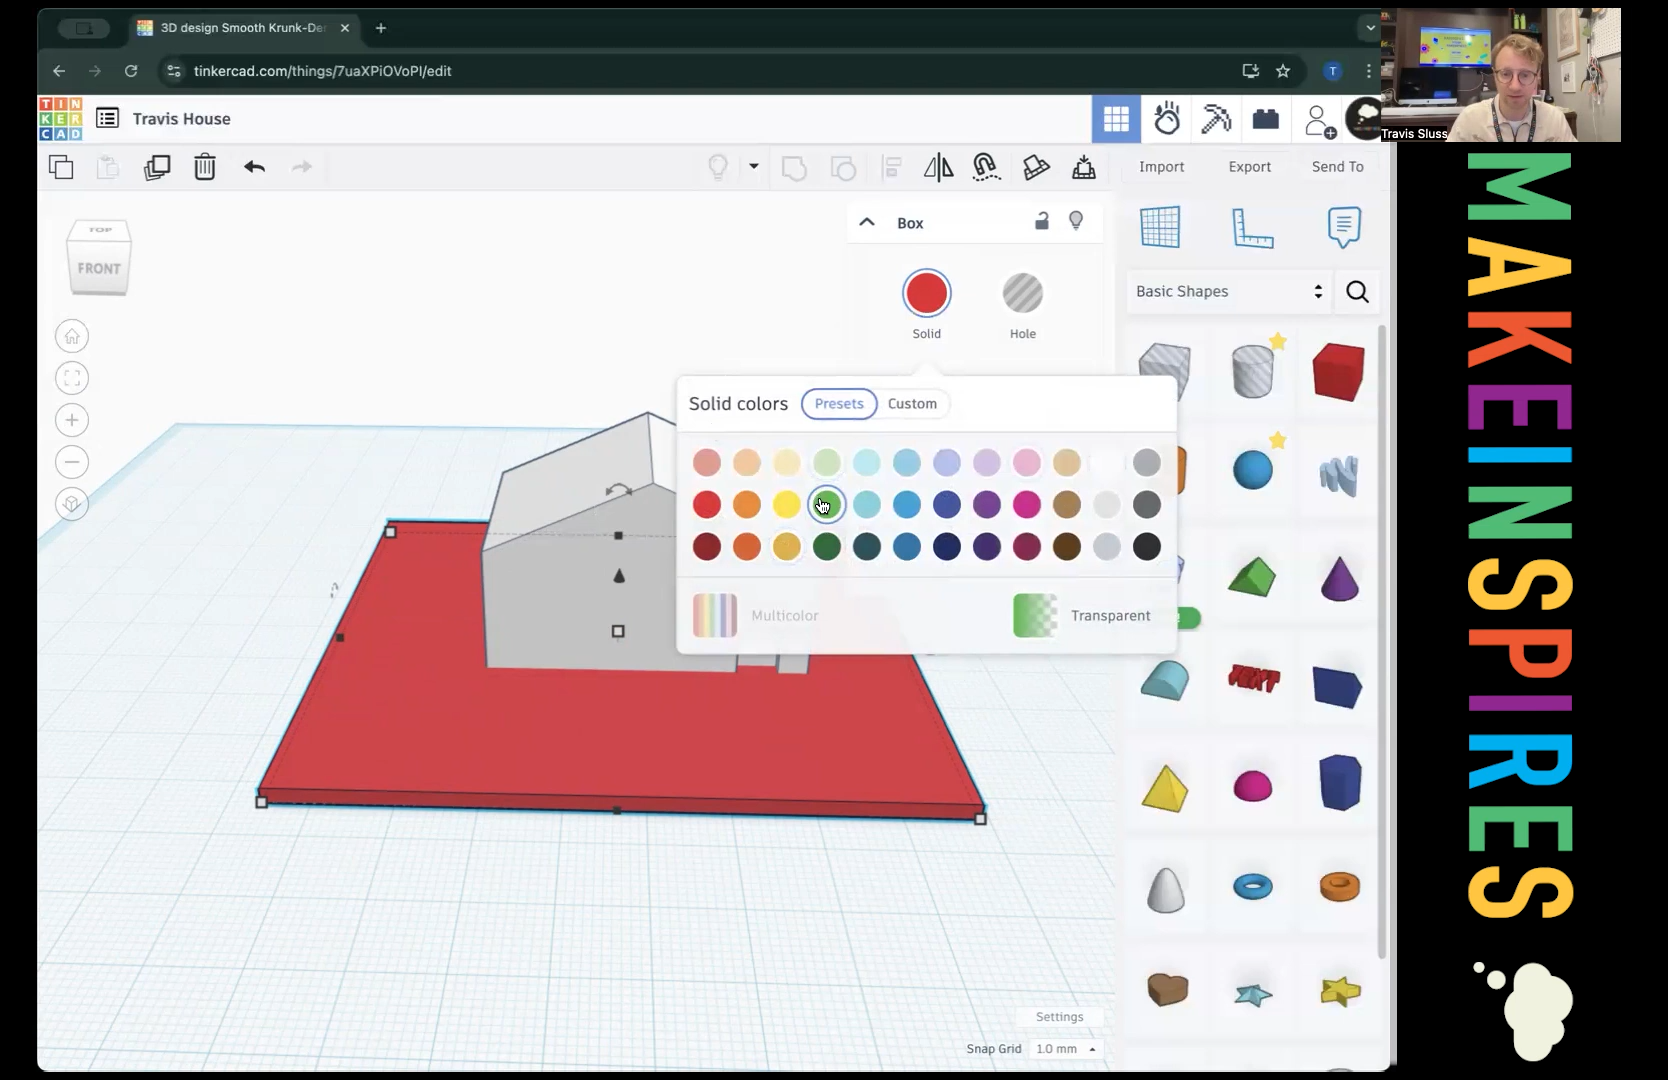 3D design Smooth Krunk-De
tinkercad.com/things/7uaXPiOVoPI/edit
T
TIN
KER
CAD
Travis House
Travis Sluss
Import
Export
Send To
TOP
FRONT
Box
Solid
Hole
Basic Shapes
Solid colors
Presets
Custom
Multicolor
Transparent
TEXT
Settings
Snap Grid
1.0 mm
MAKEINSPIRES